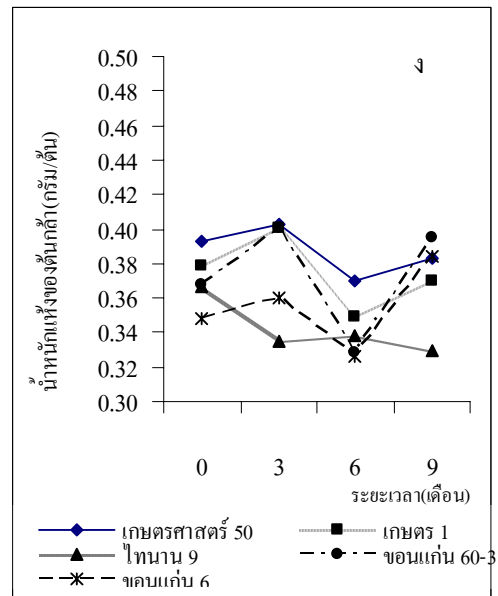 ง
0.50
0.48
0.46
0.44
0.42
0.40
0.38
0.36
0.34
0.32
0.30
น้ำหนักแห้งของต้นกล้า(กรัม/ต้น)
0 3 6 9
ระยะเวลา(เดือน)
เกษตรศาสตร์ 50 เกษตร 1
ไทนาน 9 ขอนแก่น 60-3
ขอนแก่น 6